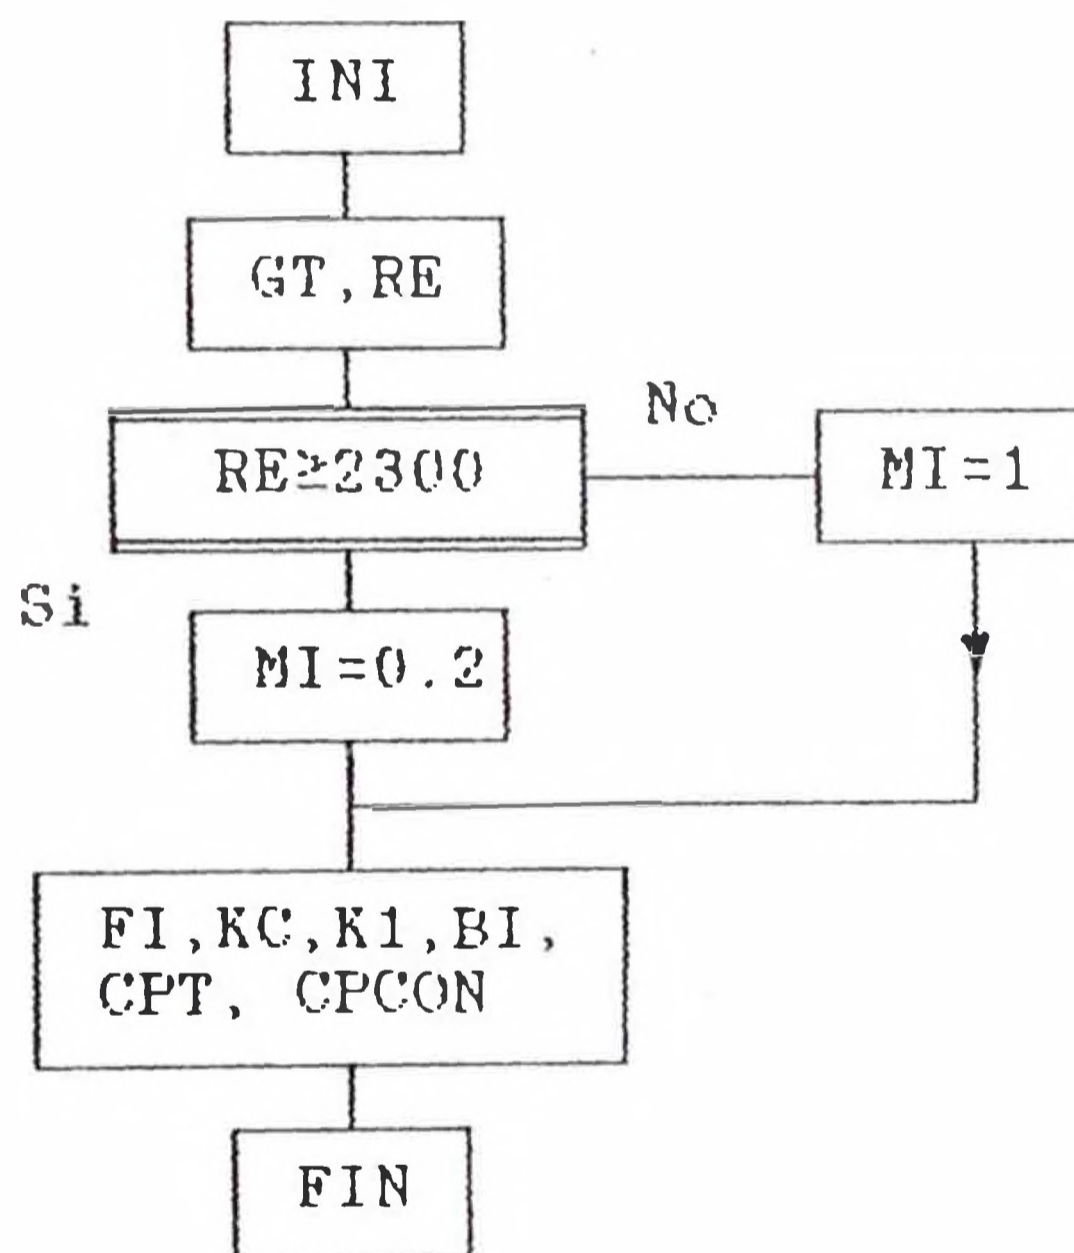 INI
GT,RE
RE≥2300
No
MI=1
Si
MI=0.2
FI,KC,K1,BI,
CPT, CPCON
FIN